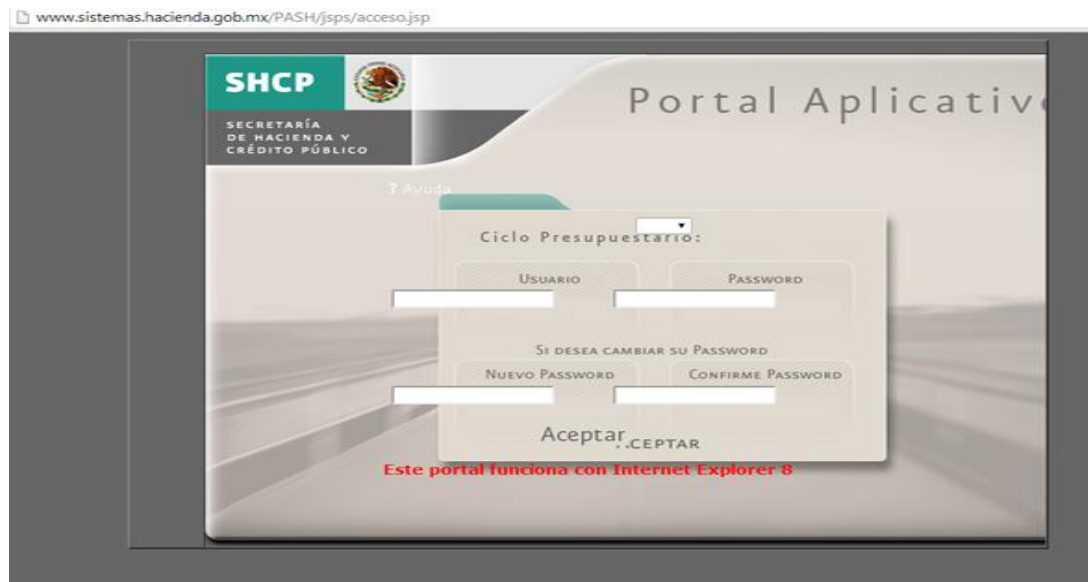 www.sistemas.hacienda.gob.mx/PASH/jsps/acceso.jsp
SHCP
Portal Aplicativo
SECRETARÍA
DE HACIENDA Y
CRÉDITO PÚBLICO
? Ayuda
Ciclo Presupuestario:
USUARIO PASSWORD
SI DESEA CAMBIAR SU PASSWORD
NUEVO PASSWORD CONFIRME PASSWORD
Aceptar ACEPTAR
Este portal funciona con Internet Explorer 8